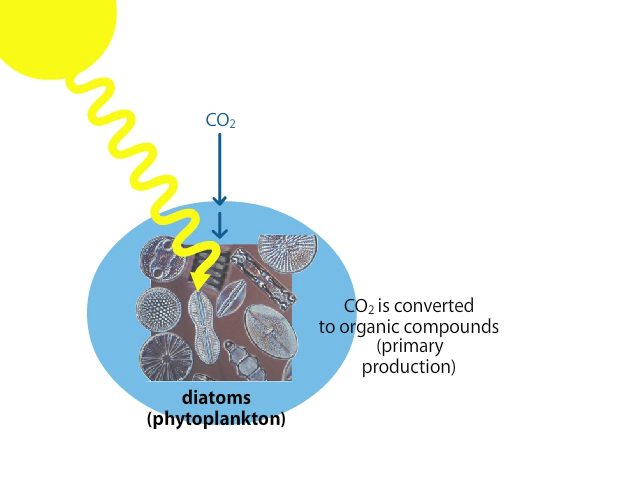 CO₂
CO₂ is converted
to organic compounds
(primary
production)
diatoms
(phytoplankton)